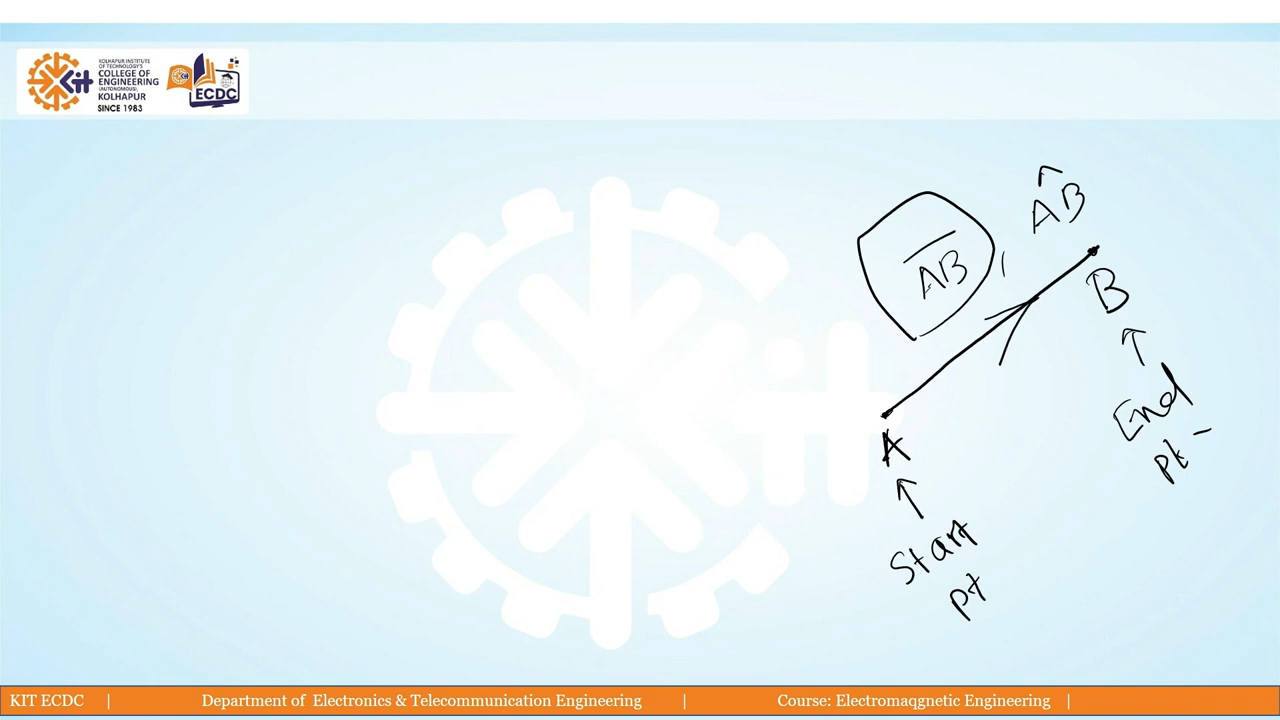 KOLHAPUR INSTITUTE
OF TECHNOLOGY'S
COLLEGE OF
ENGINEERING
(AUTONOMOUS),
KOLHAPUR
SINCE 1983
Kit
ECDC
AB
AB
B
A
End
pt
Start
pt
KIT ECDC | Department of Electronics & Telecommunication Engineering | Course: Electromaqgnetic Engineering |